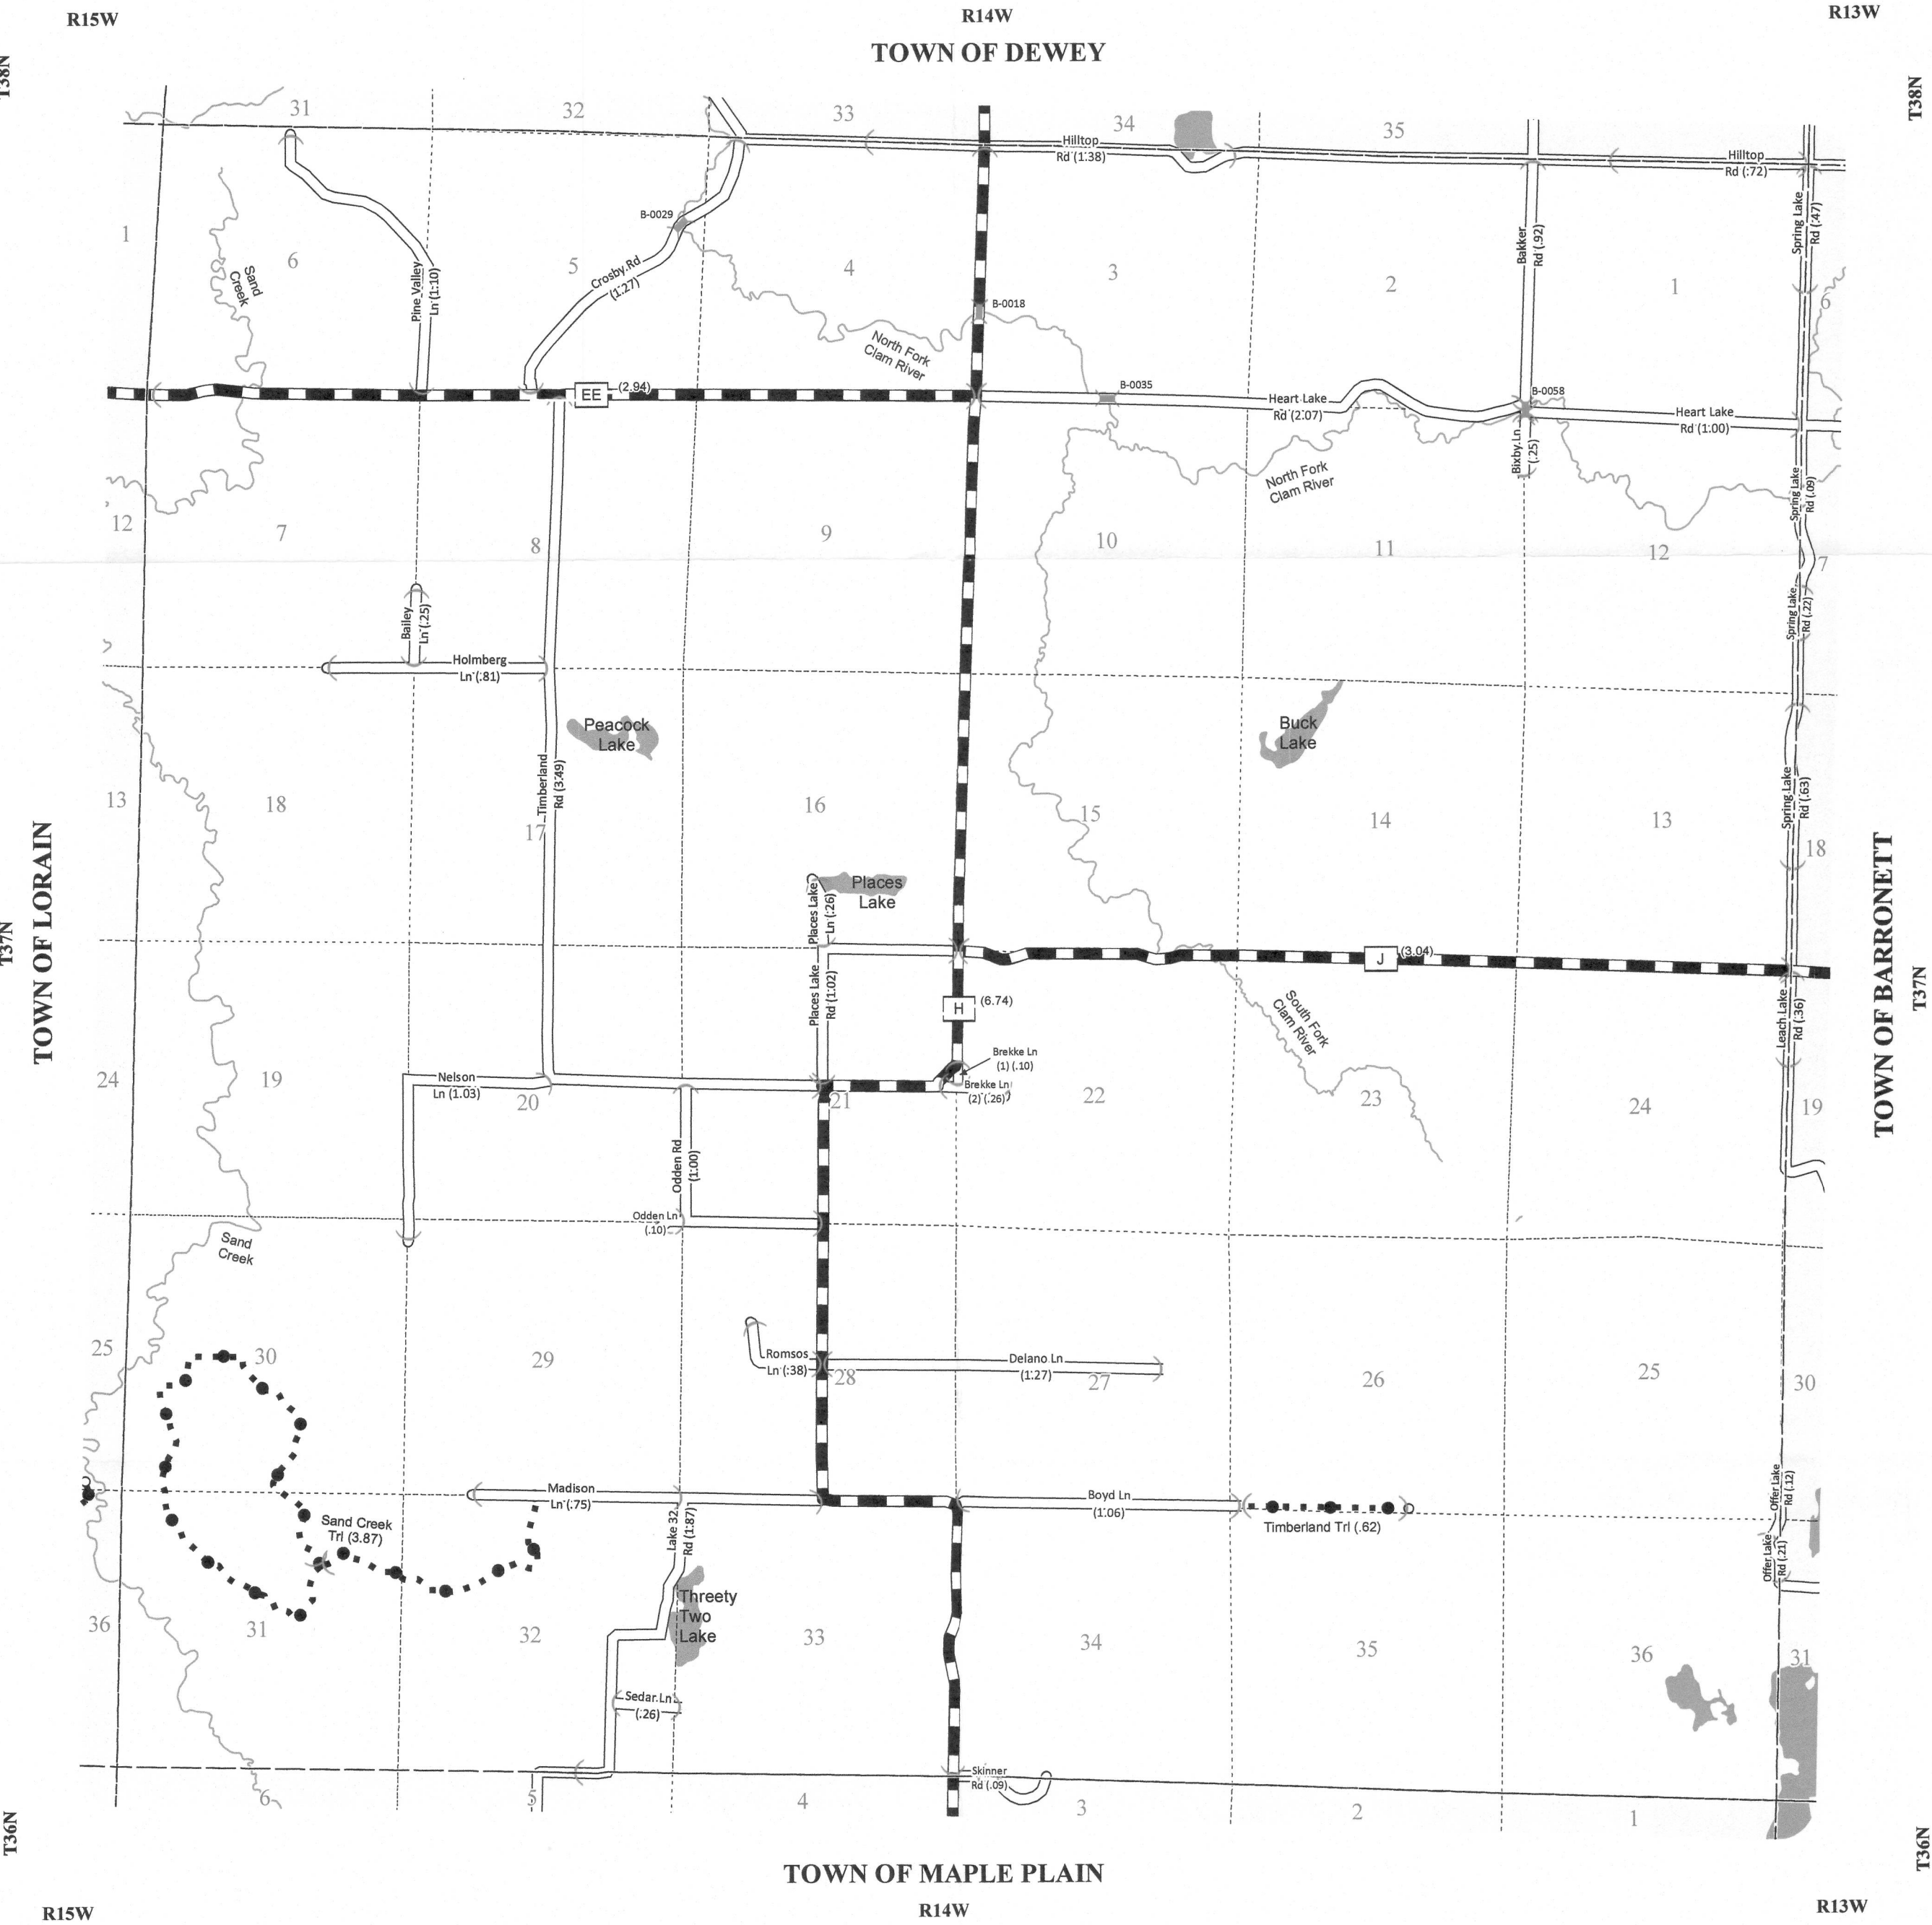 R15W
R14W
R13W
TOWN OF DEWEY
T38N
T38N
31
32
33
34
35
Hilltop
Rd (1.38)
Hilltop
Rd (.72)
Spring Lake
Rd (.47)
B-0029
Bakker
Rd (.92)
1
6
5
4
3
2
1
6
Sand
Creek
Pine Valley
Ln (1.10)
Crosby Rd
(1.27)
B-0018
North Fork
Clam River
EE
(2.94)
B-0035
B-0058
Heart Lake
Rd (2.07)
Heart Lake
Rd (1.00)
Bixby Ln
(.25)
North Fork
Clam River
Spring Lake
Rd (.09)
12
7
8
9
10
11
12
7
Bailey
Ln (.25)
Spring Lake
Rd (.22)
Holmberg
Ln (.81)
Peacock
Lake
Buck
Lake
Timberland
Rd (3.49)
Spring Lake
Rd (.63)
13
18
17
16
15
14
13
18
Places
Lake
Places Lake
Ln (.26)
TOWN OF LORAIN
TOWN OF BARRONETT
T37N
T37N
J
(3.04)
Places Lake
Rd (1.02)
H
(6.74)
South Fork
Clam River
Leach Lake
Rd (.36)
Brekke Ln
(1) (.10)
Brekke Ln
(2) (.26)
Nelson
Ln (1.03)
24
19
20
21
22
23
24
19
Odden Rd
(1.00)
Odden Ln
(.10)
Sand
Creek
25
30
29
28
27
26
25
30
Romsos
Ln (.38)
Delano Ln
(1.27)
Madison
Ln (.75)
Boyd Ln
(1.06)
Timberland Trl (.62)
Offer Lake
Rd (.12)
Sand Creek
Trl (3.87)
Lake 32
Rd (1.87)
Offer Lake
Rd (.21)
Threety
Two
Lake
36
31
32
33
34
35
36
31
Sedar Ln
(.26)
Skinner
Rd (.09)
6
5
4
3
2
1
T36N
T36N
TOWN OF MAPLE PLAIN
R15W
R14W
R13W